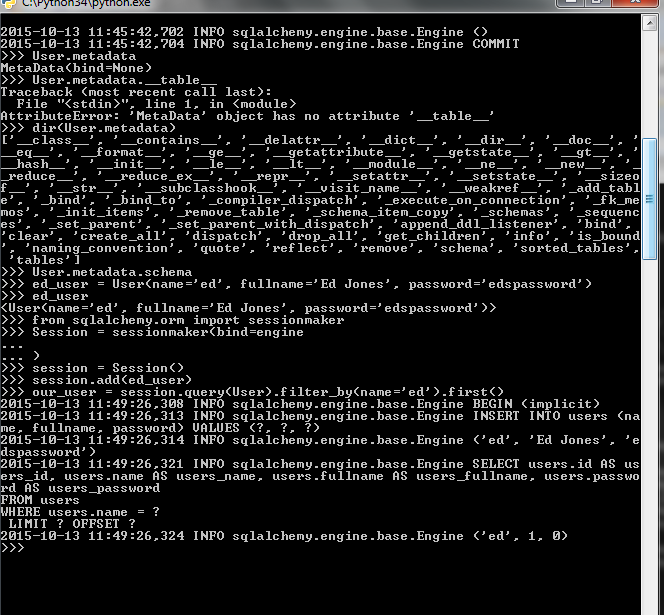 C:\Python34\python.exe
2015-10-13 11:45:42,702 INFO sqlalchemy.engine.base.Engine ()
2015-10-13 11:45:42,704 INFO sqlalchemy.engine.base.Engine COMMIT
>>> User.metadata
MetaData(bind=None)
>>> User.metadata.__table__
Traceback (most recent call last):
  File "<stdin>", line 1, in <module>
AttributeError: 'MetaData' object has no attribute '__table__'
>>> dir(User.metadata)
['__class__', '__contains__', '__delattr__', '__dict__', '__dir__', '__doc__', '
__eq__', '__format__', '__ge__', '__getattribute__', '__getstate__', '__gt__', '
__hash__', '__init__', '__le__', '__lt__', '__module__', '__ne__', '__new__', '_
_reduce__', '__reduce_ex__', '__repr__', '__setattr__', '__setstate__', '__sizeo
f__', '__str__', '__subclasshook__', '__visit_name__', '__weakref__', '_add_tabl
e', '_bind', '_bind_to', '_compiler_dispatch', '_execute_on_connection', '_fk_me
mos', '_init_items', '_remove_table', '_schema_item_copy', '_schemas', '_sequenc
es', '_set_parent', '_set_parent_with_dispatch', 'append_ddl_listener', 'bind',
'clear', 'create_all', 'dispatch', 'drop_all', 'get_children', 'info', 'is_bound
', 'naming_convention', 'quote', 'reflect', 'remove', 'schema', 'sorted_tables',
 'tables']
>>> User.metadata.schema
>>> ed_user = User(name='ed', fullname='Ed Jones', password='edspassword')
>>> ed_user
<User(name='ed', fullname='Ed Jones', password='edspassword')>
>>> from sqlalchemy.orm import sessionmaker
>>> Session = sessionmaker(bind=engine
...
... )
>>> session = Session()
>>> session.add(ed_user)
>>> our_user = session.query(User).filter_by(name='ed').first()
2015-10-13 11:49:26,308 INFO sqlalchemy.engine.base.Engine BEGIN (implicit)
2015-10-13 11:49:26,313 INFO sqlalchemy.engine.base.Engine INSERT INTO users (na
me, fullname, password) VALUES (?, ?, ?)
2015-10-13 11:49:26,314 INFO sqlalchemy.engine.base.Engine ('ed', 'Ed Jones', 'e
dspassword')
2015-10-13 11:49:26,321 INFO sqlalchemy.engine.base.Engine SELECT users.id AS us
ers_id, users.name AS users_name, users.fullname AS users_fullname, users.passwo
rd AS users_password
FROM users
WHERE users.name = ?
 LIMIT ? OFFSET ?
2015-10-13 11:49:26,324 INFO sqlalchemy.engine.base.Engine ('ed', 1, 0)
>>>